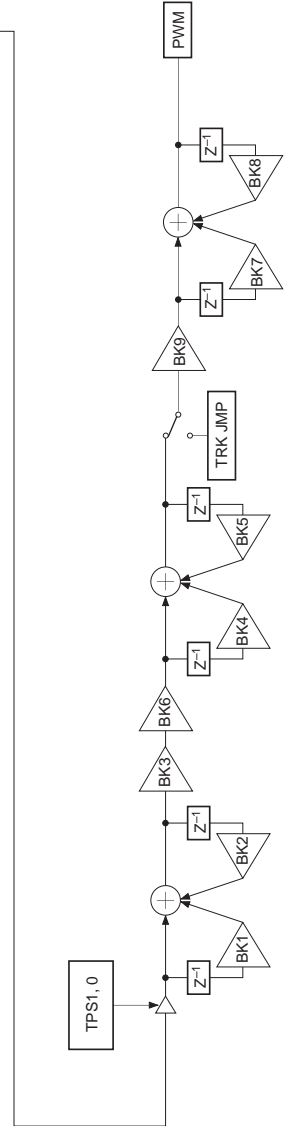 TPS1, 0
Z⁻¹
BK1
Z⁻¹
BK2
BK3
BK6
Z⁻¹
BK4
Z⁻¹
BK5
TRK JMP
BK9
Z⁻¹
BK7
Z⁻¹
BK8
PWM